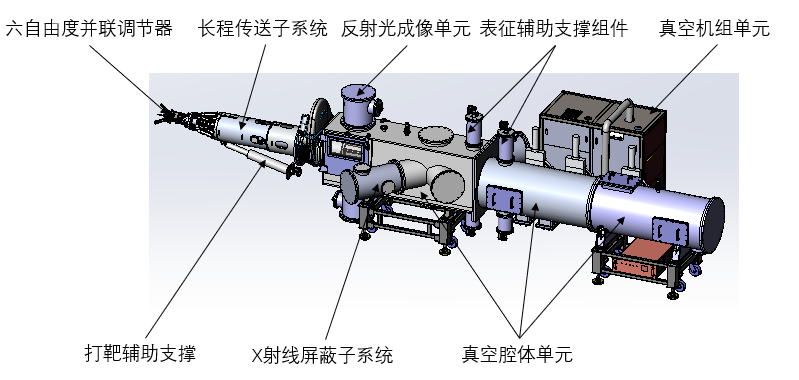 六自由度并联调节器
长程传送子系统
反射光成像单元
表征辅助支撑组件
真空机组单元
打靶辅助支撑
X射线屏蔽子系统
真空腔体单元